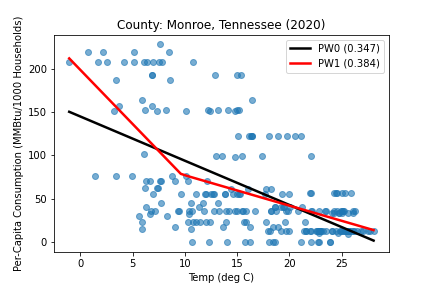 County: Monroe, Tennessee (2020)
PW0 (0.347)
PW1 (0.384)
Per-Capita Consumption (MMBtu/1000 Households)
200
150
100
50
0
0 5 10 15 20 25
Temp (deg C)